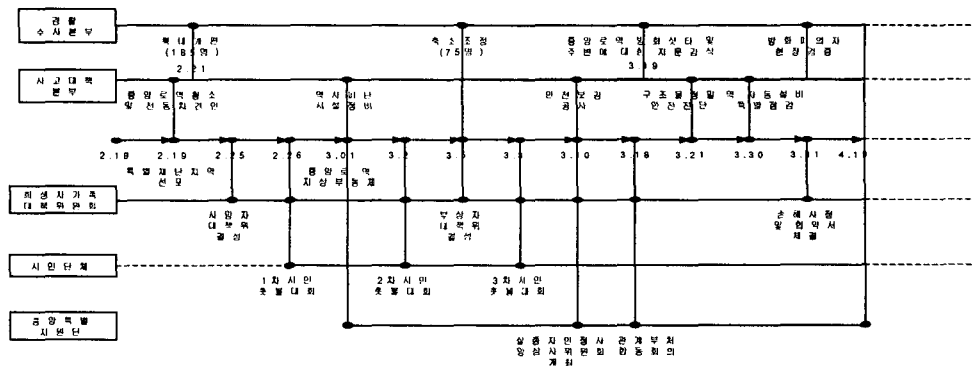 경찰
수사본부
확대개편
(185명)
2.21
축소조정
(75명)
중앙로역 방화셧타 및
주변에 대한 지문감식
3.19
방화피의자
현장검증
사고대책
본부
중앙로역청소
및 전동차견인
역사피난
시설정비
안전보강
공사
구조물정밀
안전진단
역 자동설비
특별점검
2.18
2.19
2.25
2.26
3.01
3.2
3.10
3.18
3.21
3.30
4.19
특별재난지역
선포
중앙로역
지상부통제
희생자가족
대책위원회
사망자
대책위
결성
부상자
대책위
결성
손해사정
및 협약서
체결
시민단체
1차시민
촛불대회
2차시민
촛불대회
3차시민
촛불대회
중앙특별
지원단
실종자인정사
망심사위원회
개최
관계부처
합동회의